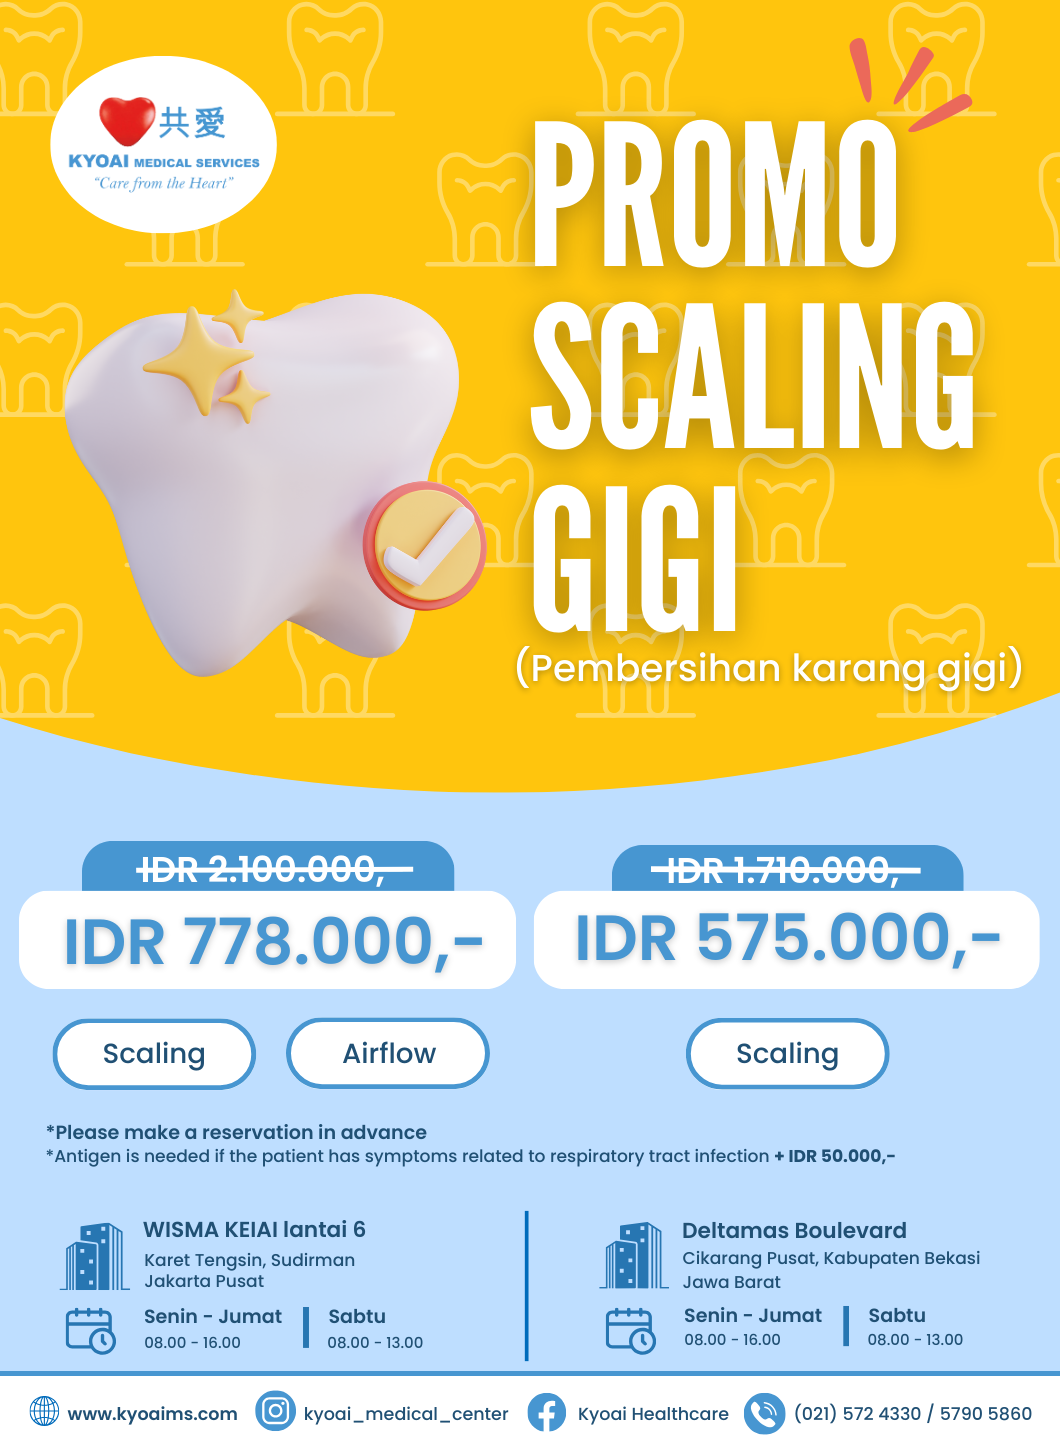 共愛
KYOAI MEDICAL SERVICES
“Care from the Heart”
PROMO
SCALING
GIGI
(Pembersihan karang gigi)
IDR 2.100.000,-
IDR 778.000,-
Scaling
Airflow
IDR 1.710.000,-
IDR 575.000,-
Scaling
*Please make a reservation in advance
*Antigen is needed if the patient has symptoms related to respiratory tract infection + IDR 50.000,-
WISMA KEIAI lantai 6
Karet Tengsin, Sudirman
Jakarta Pusat
Senin - Jumat
08.00 - 16.00
Sabtu
08.00 - 13.00
Deltamas Boulevard
Cikarang Pusat, Kabupaten Bekasi
Jawa Barat
Senin - Jumat
08.00 - 16.00
Sabtu
08.00 - 13.00
www.kyoaims.com
kyoai_medical_center
Kyoai Healthcare
(021) 572 4330 / 5790 5860